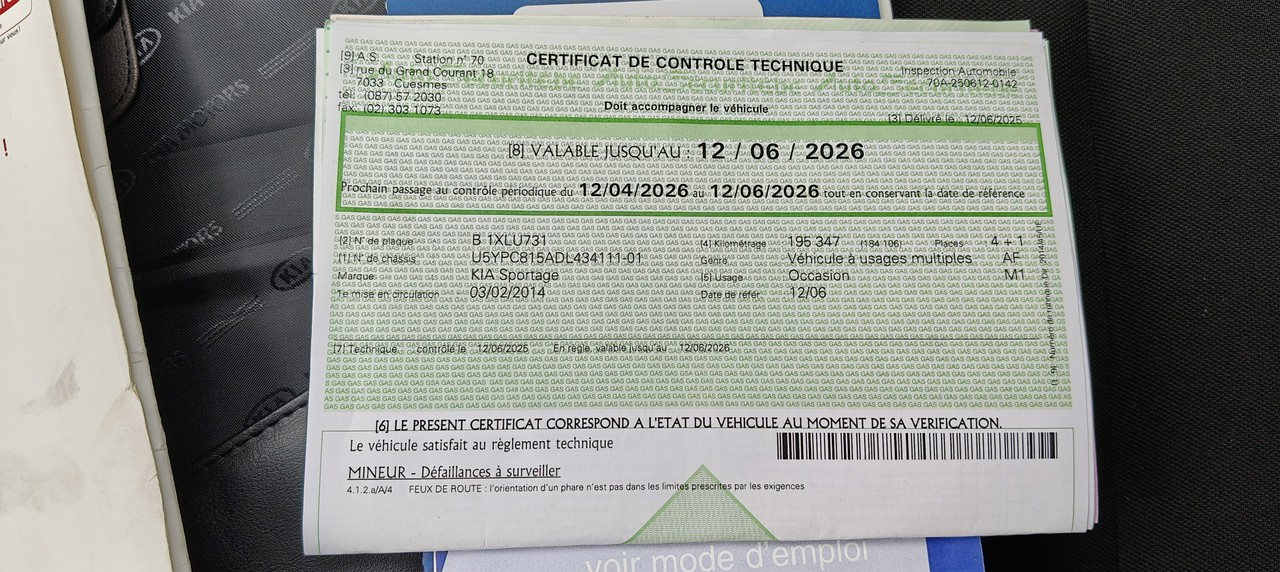 [9] A.S. Station n° 70
[3] rue du Grand Courant 18
7033 Cuesmes
tél. (067) 57 2030
fax. (02) 303 1073
CERTIFICAT DE CONTROLE TECHNIQUE
Doit accompagner le véhicule
Inspection Automobile
70A-250612-0142
[3] Délivré le : 12/06/2025
[8] VALABLE JUSQU'AU : 12 / 06 / 2026
Prochain passage au contrôle périodique du 12/04/2026 au 12/06/2026 tout en conservant la date de référence
[2] N° de plaque B 1XLU731 [4] Kilométrage 195 347 (184 106) Places 4 + 1
[1] N° de chassis U5YPC815ADL434111-01 Genre Véhicule à usages multiples AF
Marque KIA Sportage [5] Usage Occasion M1
1e mise en circulation 03/02/2014 Date de référ. 12/06
[7] Technique contrôlé le 12/06/2025 En règle, valable jusqu'au 12/06/2026
[6] LE PRESENT CERTIFICAT CORRESPOND A L'ETAT DU VEHICULE AU MOMENT DE SA VERIFICATION.
Le véhicule satisfait au règlement technique
MINEUR - Défaillances à surveiller
4.1.2.a/A/4 FEUX DE ROUTE : l'orientation d'un phare n'est pas dans les limites prescrites par les exigences
voir mode d'emploi
KIA MOTORS
KIA